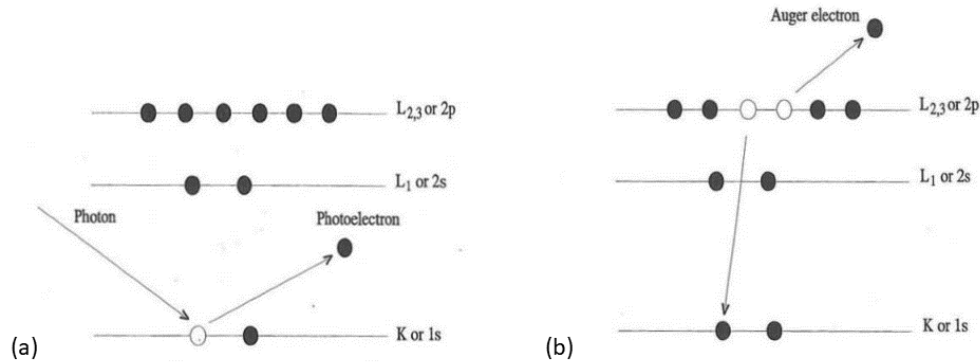 L2,3 or 2p
L1 or 2s
Photon
Photoelectron
K or 1s
(a)
Auger electron
L2,3 or 2p
L1 or 2s
K or 1s
(b)